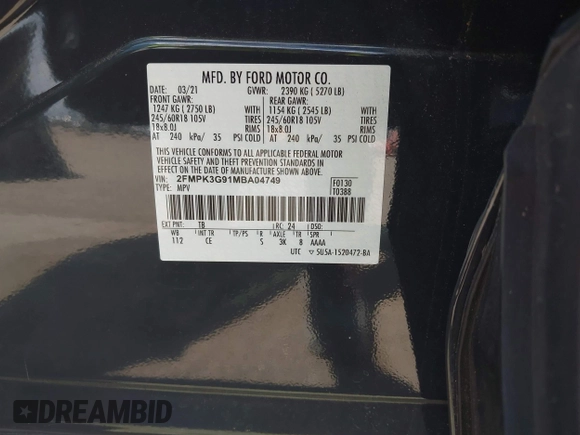 MFD. BY FORD MOTOR CO.
DATE: 03/21 GVWR: 2390 KG ( 5270 LB)
FRONT GAWR: REAR GAWR:
1247 KG ( 2750 LB) WITH 1154 KG ( 2545 LB) WITH
245/60R18 105V TIRES 245/60R18 105V TIRES
18x8.0J RIMS 18x8.0J RIMS
AT 240 kPa/ 35 PSI COLD AT 240 kPa/ 35 PSI COLD
THIS VEHICLE CONFORMS TO ALL APPLICABLE FEDERAL MOTOR
VEHICLE SAFETY AND BUMPER STANDARDS IN
EFFECT ON THE DATE OF MANUFACTURE SHOWN ABOVE.
VIN: 2FMPK3G91MBA04749 F0130
TYPE: MPV T0388
EXT PNT: TB RC: 24 DSO:
WB INT TR TP/PS R AXLE TR SPR
112 CE S 3K 8 AAAA
UTC SU5A-1520472-BA
DREAMBID